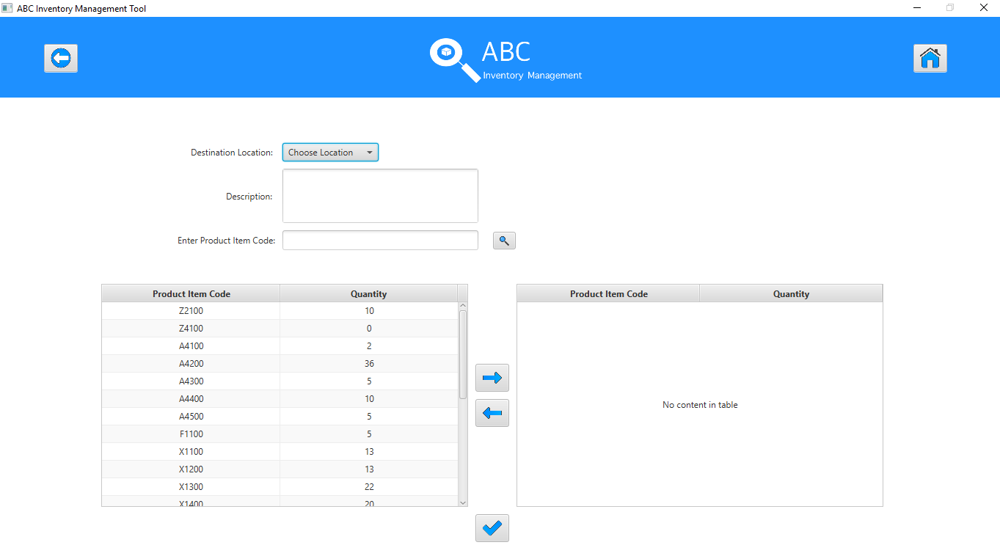 ABC Inventory Management Tool
ABC
Inventory Management
Destination Location: Choose Location
Description:
Enter Product Item Code:
Product Item Code Quantity
Z2100 10
Z4100 0
A4100 2
A4200 36
A4300 5
A4400 10
A4500 5
F1100 5
X1100 13
X1200 13
X1300 22
X1400 20
Product Item Code Quantity
No content in table